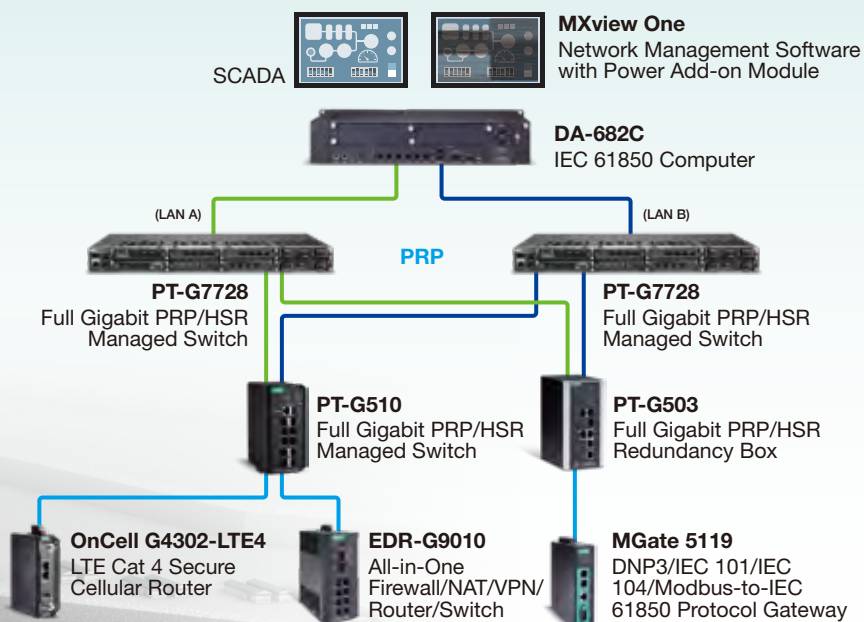 SCADA
MXview One
Network Management Software
with Power Add-on Module
DA-682C
IEC 61850 Computer
(LAN A)
(LAN B)
PRP
PT-G7728
Full Gigabit PRP/HSR
Managed Switch
PT-G7728
Full Gigabit PRP/HSR
Managed Switch
PT-G510
Full Gigabit PRP/HSR
Managed Switch
PT-G503
Full Gigabit PRP/HSR
Redundancy Box
OnCell G4302-LTE4
LTE Cat 4 Secure
Cellular Router
EDR-G9010
All-in-One
Firewall/NAT/VPN/
Router/Switch
MGate 5119
DNP3/IEC 101/IEC
104/Modbus-to-IEC
61850 Protocol Gateway